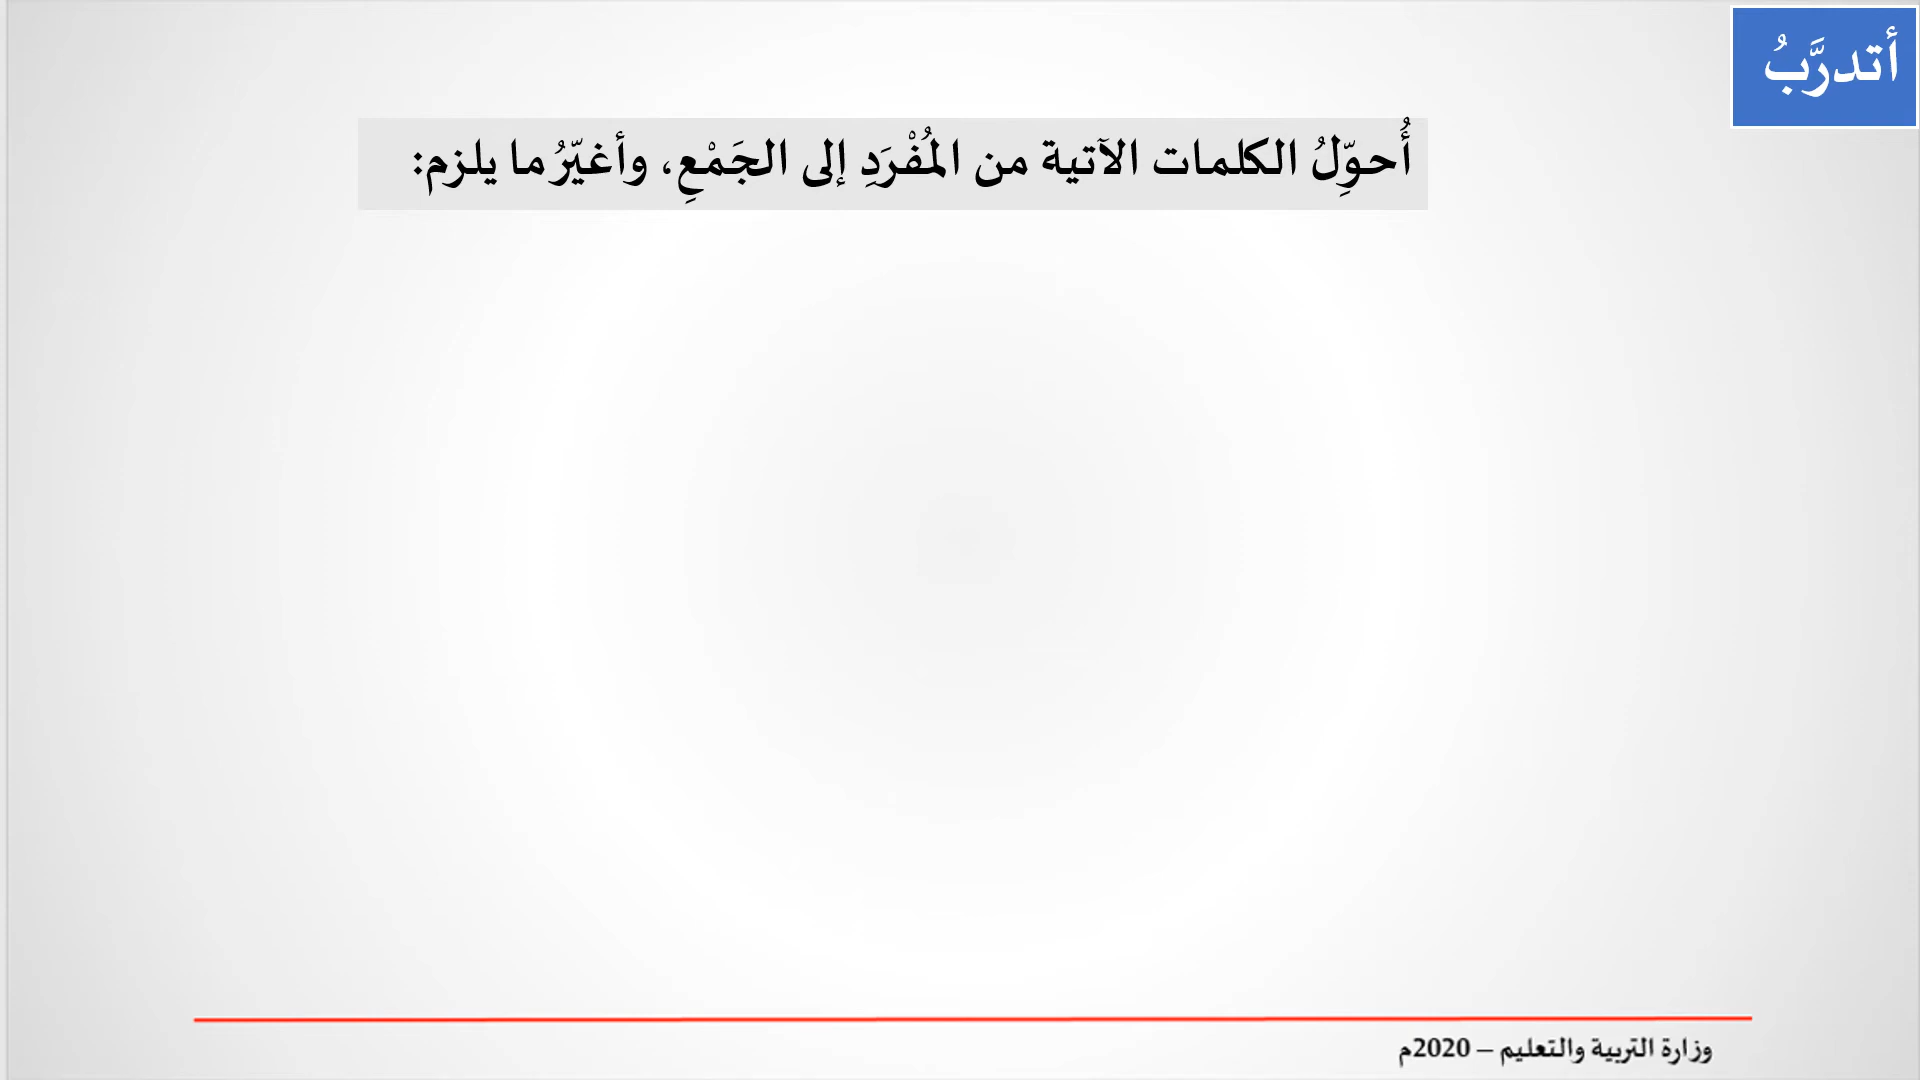 أتدرَّبُ
أُحوِّلُ الكلمات الآتية من المُفْرَدِ إلى الجَمْعِ، وأغيّرُ ما يلزم:
وزارة التربية والتعليم – 2020م